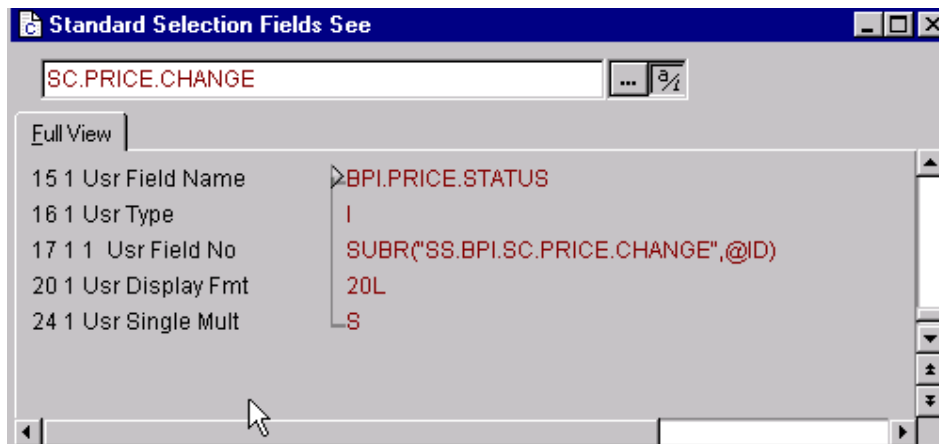 Standard Selection Fields See
SC.PRICE.CHANGE
... a/i
Full View
15 1 Usr Field Name BPI.PRICE.STATUS
16 1 Usr Type I
17 1 1 Usr Field No SUBR("SS.BPI.SC.PRICE.CHANGE",@ID)
20 1 Usr Display Fmt 20L
24 1 Usr Single Mult S